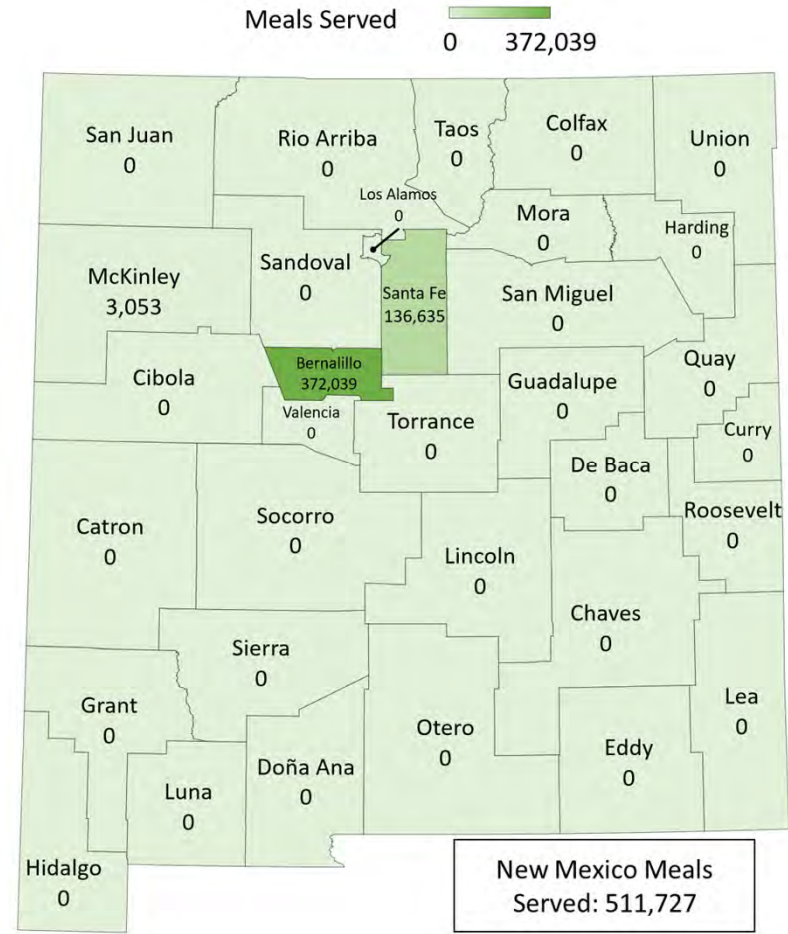 Meals Served
0 372,039
San Juan
0
Rio Arriba
0
Taos
0
Colfax
0
Union
0
Los Alamos
0
Mora
0
Harding
0
McKinley
3,053
Sandoval
0
Santa Fe
136,635
San Miguel
0
Bernalillo
372,039
Cibola
0
Valencia
0
Torrance
0
Guadalupe
0
Quay
0
Curry
0
De Baca
0
Roosevelt
0
Catron
0
Socorro
0
Lincoln
0
Chaves
0
Sierra
0
Grant
0
Otero
0
Lea
0
Eddy
0
Doña Ana
0
Luna
0
Hidalgo
0
New Mexico Meals
Served: 511,727